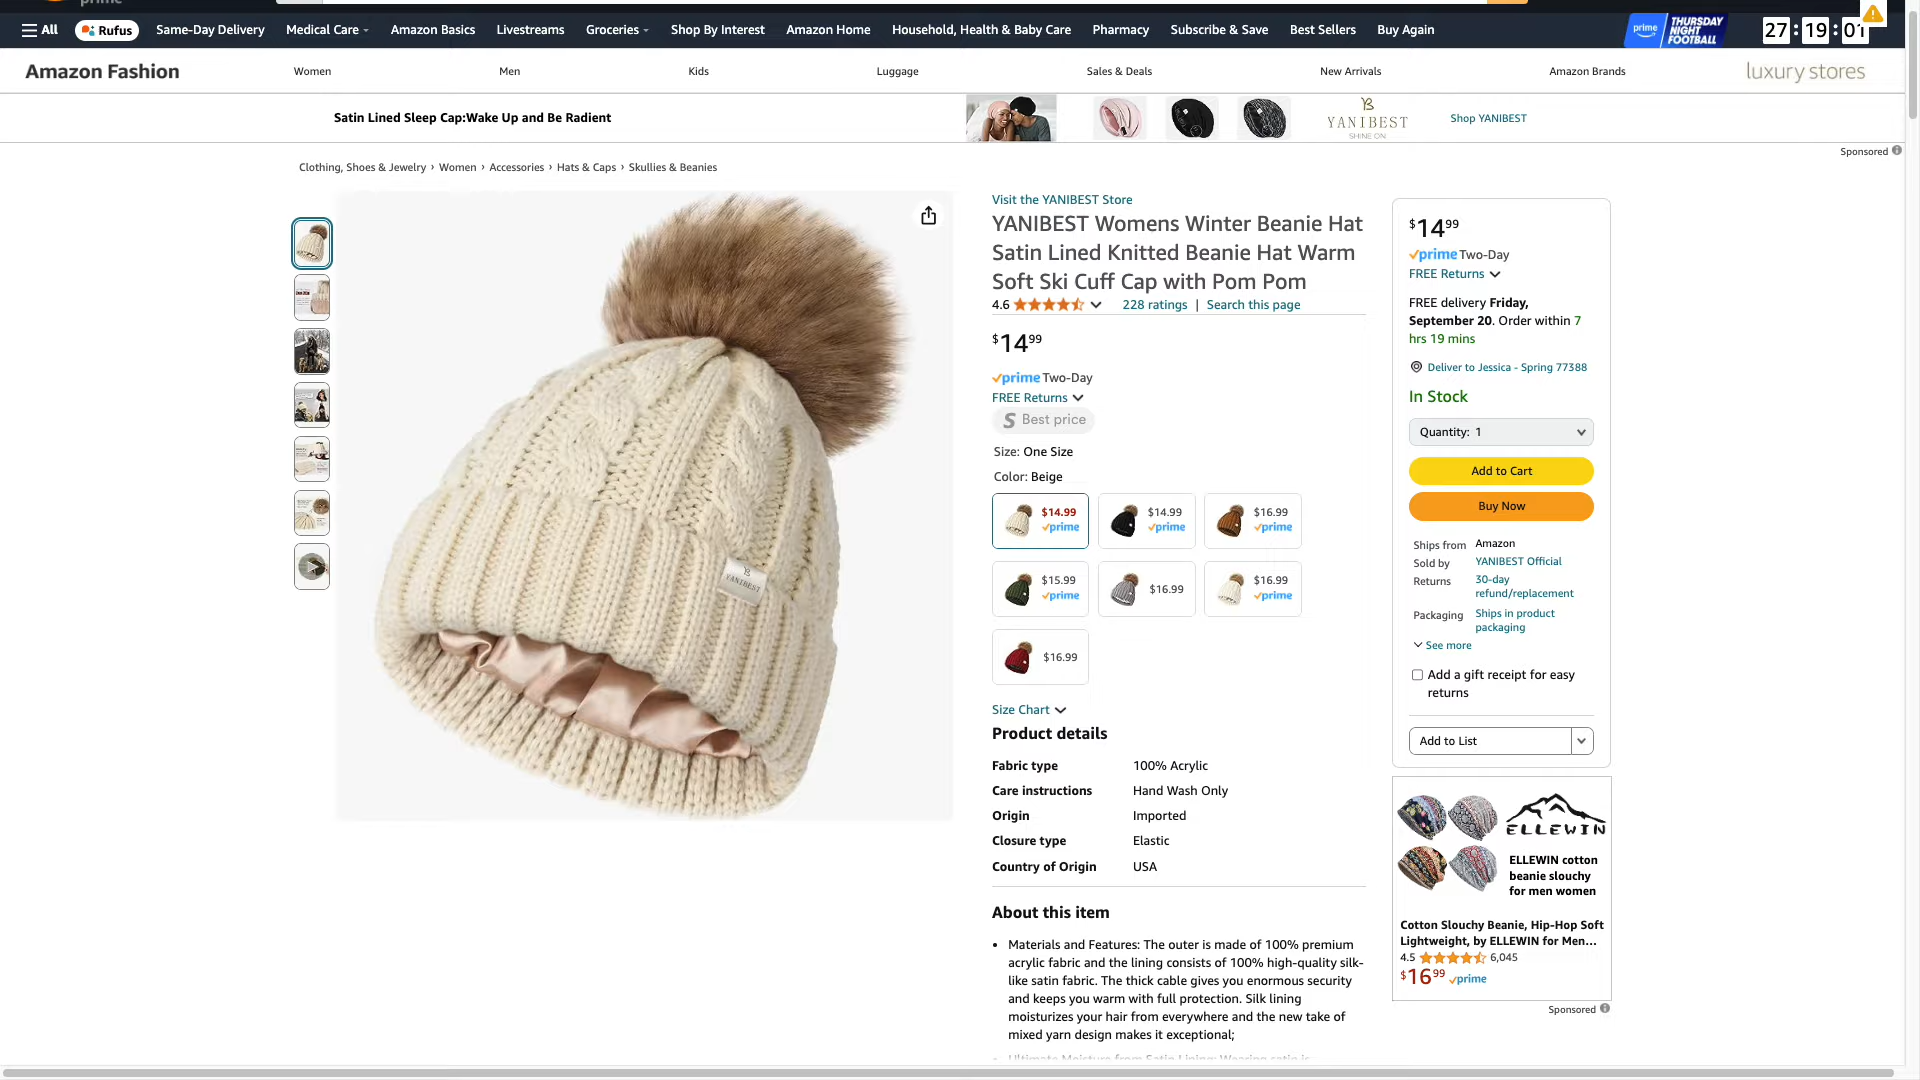 prime
All
Rufus
Same-Day Delivery
Medical Care
Amazon Basics
Livestreams
Groceries
Shop By Interest
Amazon Home
Household, Health & Baby Care
Pharmacy
Subscribe & Save
Best Sellers
Buy Again
prime THURSDAY NIGHT FOOTBALL
27 : 19 : 01
Amazon Fashion
Women
Men
Kids
Luggage
Sales & Deals
New Arrivals
Amazon Brands
luxury stores
Satin Lined Sleep Cap:Wake Up and Be Radient
YANIBEST
SHINE ON
Shop YANIBEST
Sponsored
Clothing, Shoes & Jewelry › Women › Accessories › Hats & Caps › Skullies & Beanies
YANIBEST
Visit the YANIBEST Store
YANIBEST Womens Winter Beanie Hat
Satin Lined Knitted Beanie Hat Warm
Soft Ski Cuff Cap with Pom Pom
4.6
228 ratings | Search this page
$14 99
prime Two-Day
FREE Returns
S Best price
Size: One Size
Color: Beige
$14.99
prime
$14.99
prime
$16.99
prime
$15.99
prime
$16.99
$16.99
prime
$16.99
Size Chart
Product details
Fabric type 100% Acrylic
Care instructions Hand Wash Only
Origin Imported
Closure type Elastic
Country of Origin USA
About this item
• Materials and Features: The outer is made of 100% premium
acrylic fabric and the lining consists of 100% high-quality silk-
like satin fabric. The thick cable gives you enormous security
and keeps you warm with full protection. Silk lining
moisturizes your hair from everywhere and the new take of
mixed yarn design makes it exceptional;
• Ultimate Moisture from Satin Lining: Wearing satin is
$14 99
prime Two-Day
FREE Returns
FREE delivery Friday,
September 20. Order within 7
hrs 19 mins
Deliver to Jessica - Spring 77388
In Stock
Quantity: 1
Add to Cart
Buy Now
Ships from Amazon
Sold by YANIBEST Official
Returns 30-day
refund/replacement
Packaging Ships in product
packaging
See more
Add a gift receipt for easy
returns
Add to List
ELLEWIN
ELLEWIN cotton
beanie slouchy
for men women
Cotton Slouchy Beanie, Hip-Hop Soft
Lightweight, by ELLEWIN for Men...
4.5 6,045
$16 99 prime
Sponsored